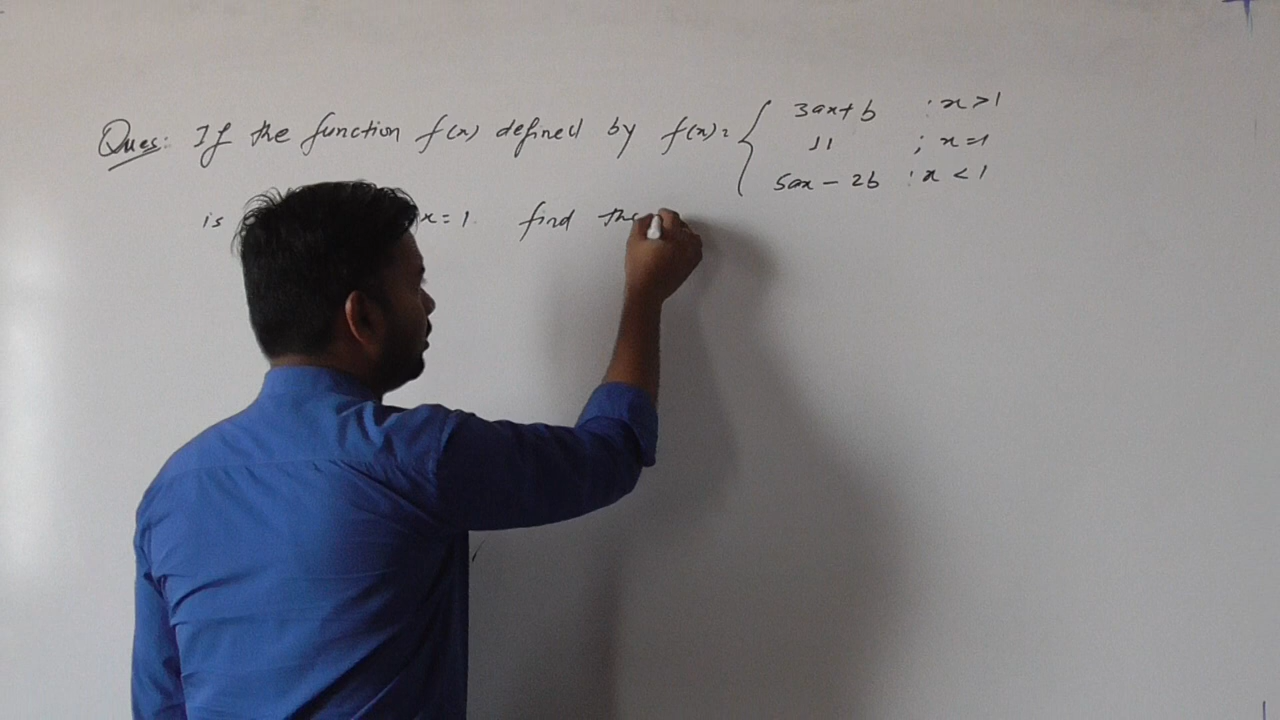 Ques: If the function f(x) defined by f(x) = { 3ax+b : x>1
11 ; x=1
5ax - 2b : x<1
is x=1. find the